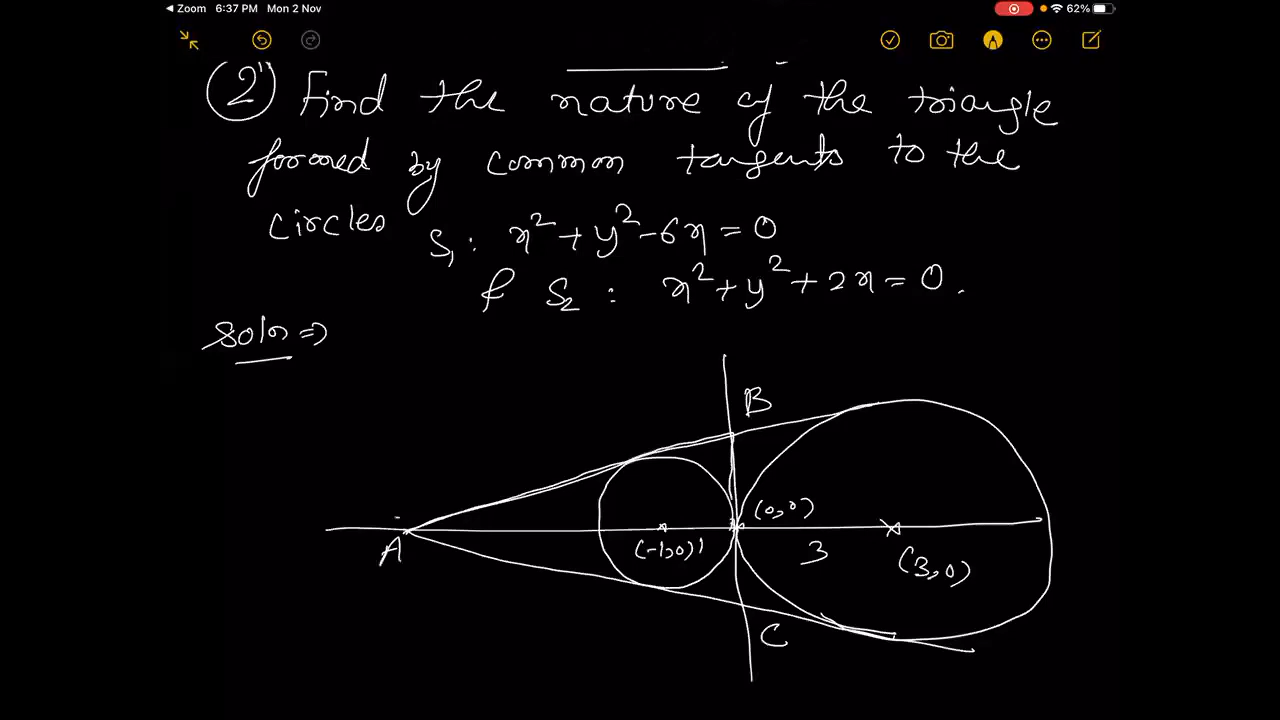 Zoom 6:37 PM Mon 2 Nov 62%
(2) Find the nature of the triangle
formed by common tangents to the
circles S₁ : x²+y²-6x=0
& S₂ : x²+y²+2x=0.
Soln ⇒
B
(0,0)
A (-1,0) 1 3 (3,0)
C